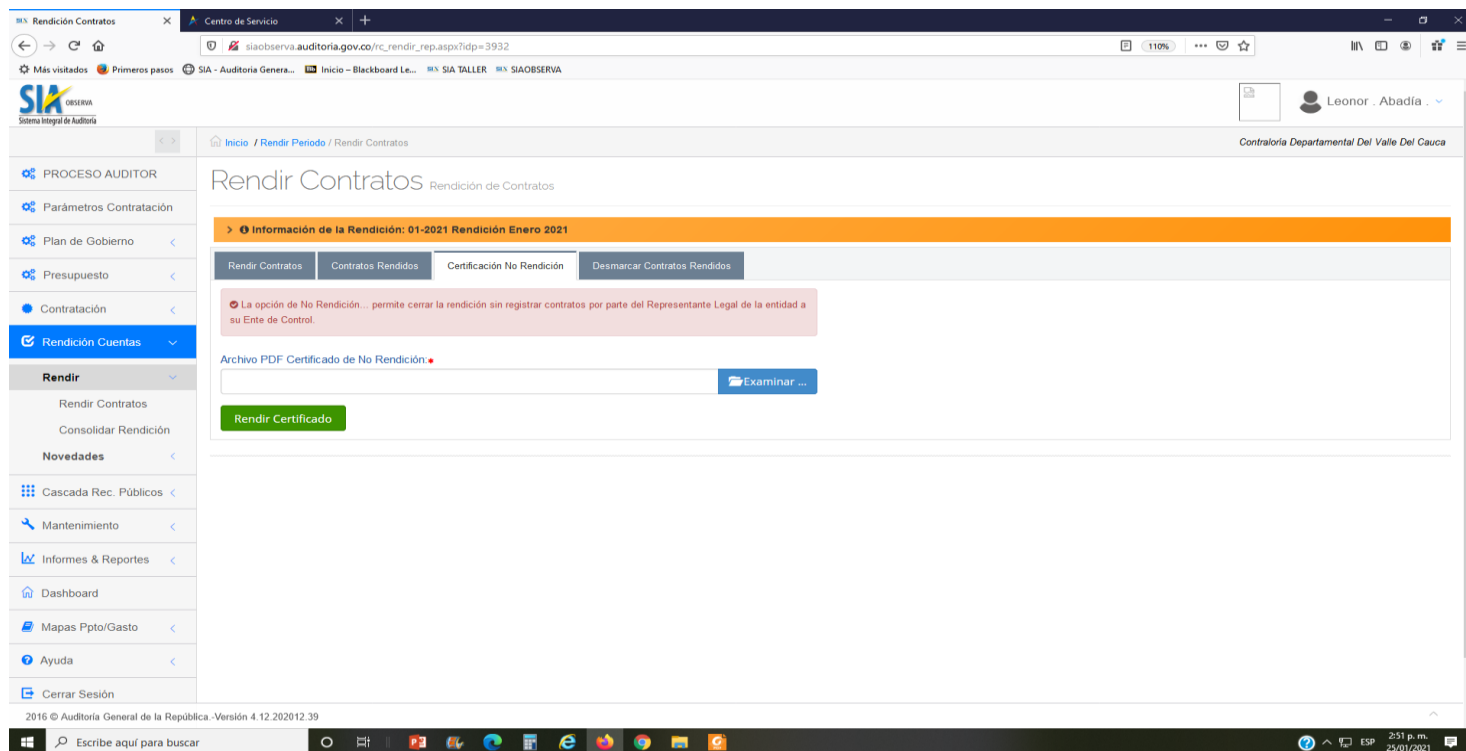 Rendición Contratos
Centro de Servicio
siaobserva.auditoria.gov.co/rc_rendir_rep.aspx?idp=3932
110%
Más visitados
Primeros pasos
SIA - Auditoria Genera...
Inicio – Blackboard Le...
SIA TALLER
SIAOBSERVA
SIA OBSERVA
Sistema Integral de Auditoría
Leonor . Abadía .
Inicio / Rendir Periodo / Rendir Contratos
Contraloría Departamental Del Valle Del Cauca
PROCESO AUDITOR
Parámetros Contratación
Plan de Gobierno
Presupuesto
Contratación
Rendición Cuentas
Rendir
Rendir Contratos
Consolidar Rendición
Novedades
Cascada Rec. Públicos
Mantenimiento
Informes & Reportes
Dashboard
Mapas Ppto/Gasto
Ayuda
Cerrar Sesión
Rendir Contratos Rendición de Contratos
> Información de la Rendición: 01-2021 Rendición Enero 2021
Rendir Contratos
Contratos Rendidos
Certificación No Rendición
Desmarcar Contratos Rendidos
La opción de No Rendición... permite cerrar la rendición sin registrar contratos por parte del Representante Legal de la entidad a
su Ente de Control.
Archivo PDF Certificado de No Rendición:
Examinar ...
Rendir Certificado
2016 © Auditoría General de la República.-Versión 4.12.202012.39
Escribe aquí para buscar
ESP
2:51 p. m.
25/01/2021